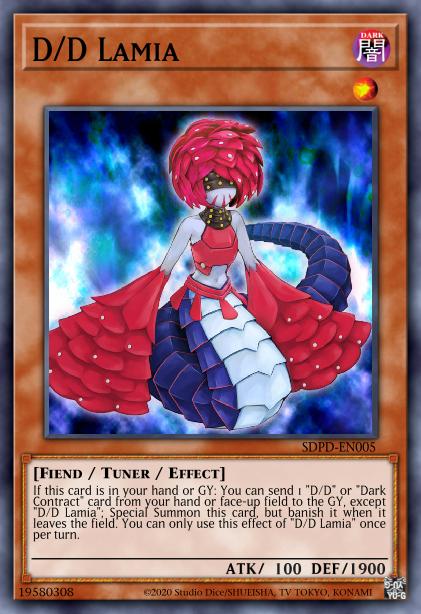 D/D LAMIA
DARK
闇
SDPD-EN005
[FIEND / TUNER / EFFECT]
If this card is in your hand or GY: You can send 1 "D/D" or "Dark
Contract" card from your hand or face-up field to the GY, except
"D/D Lamia"; Special Summon this card, but banish it when it
leaves the field. You can only use this effect of "D/D Lamia" once
per turn.
ATK/ 100 DEF/1900
19580308
©2020 Studio Dice/SHUEISHA, TV TOKYO, KONAMI